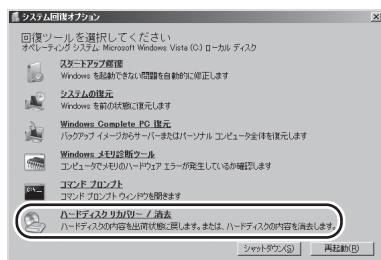 システム回復オプション
回復ツールを選択してください
オペレーティング システム: Microsoft Windows Vista (C:) ローカル ディスク
スタートアップ修復
Windows を起動できない問題を自動的に修正します
システムの復元
Windows を前の状態に復元します
Windows Complete PC 復元
バックアップ イメージからサーバーまたはパーソナル コンピュータ全体を復元します
Windows メモリ診断ツール
コンピュータでメモリのハードウェア エラーが発生しているか確認します
コマンド プロンプト
コマンド プロンプト ウィンドウを開きます
ハードディスク リカバリー / 消去
ハードディスクの内容を出荷状態に戻します。または、ハードディスクの内容を消去します。
シャットダウン(S) 再起動(R)